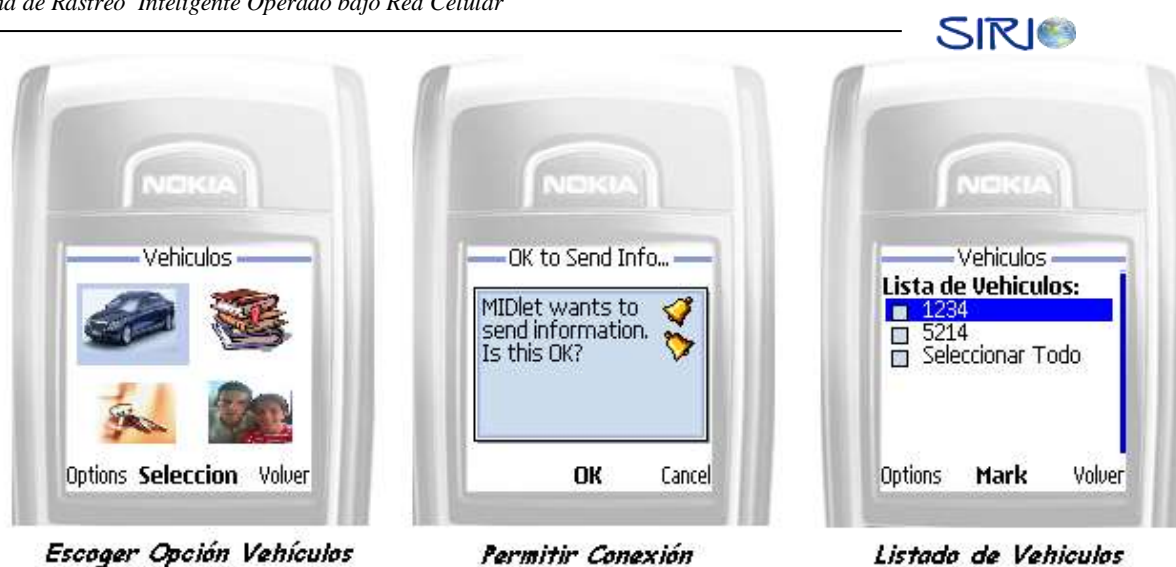 de Rastreo Inteligente Operado bajo Red Celular
SIRIO
NOKIA
Vehiculos
Options Seleccion Volver
Escoger Opción Vehículos
NOKIA
OK to Send Info...
MIDlet wants to
send information.
Is this OK?
OK Cancel
Permitir Conexión
NOKIA
Vehiculos
Lista de Vehiculos:
1234
5214
Seleccionar Todo
Options Mark Volver
Listado de Vehiculos